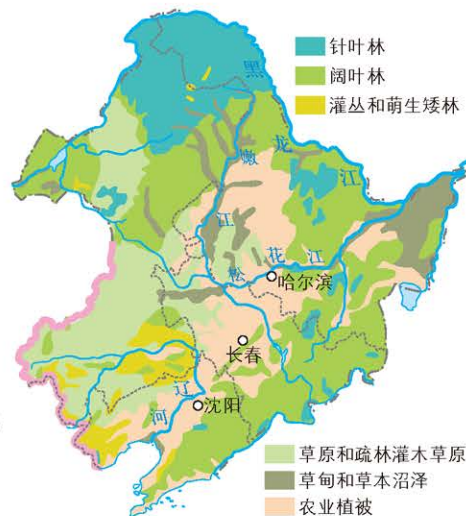 针叶林
阔叶林
灌丛和萌生矮林
黑
龙
江
嫩
江
松
花
江
哈尔滨
长春
辽
河
沈阳
草原和疏林灌木草原
草甸和草本沼泽
农业植被